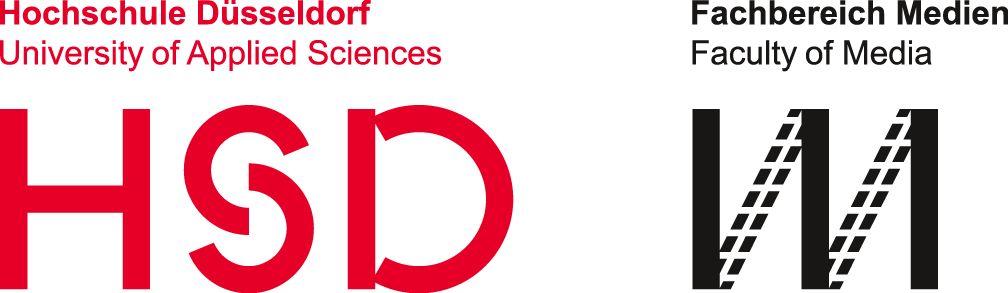 Hochschule Düsseldorf
University of Applied Sciences
HSD
Fachbereich Medien
Faculty of Media
M